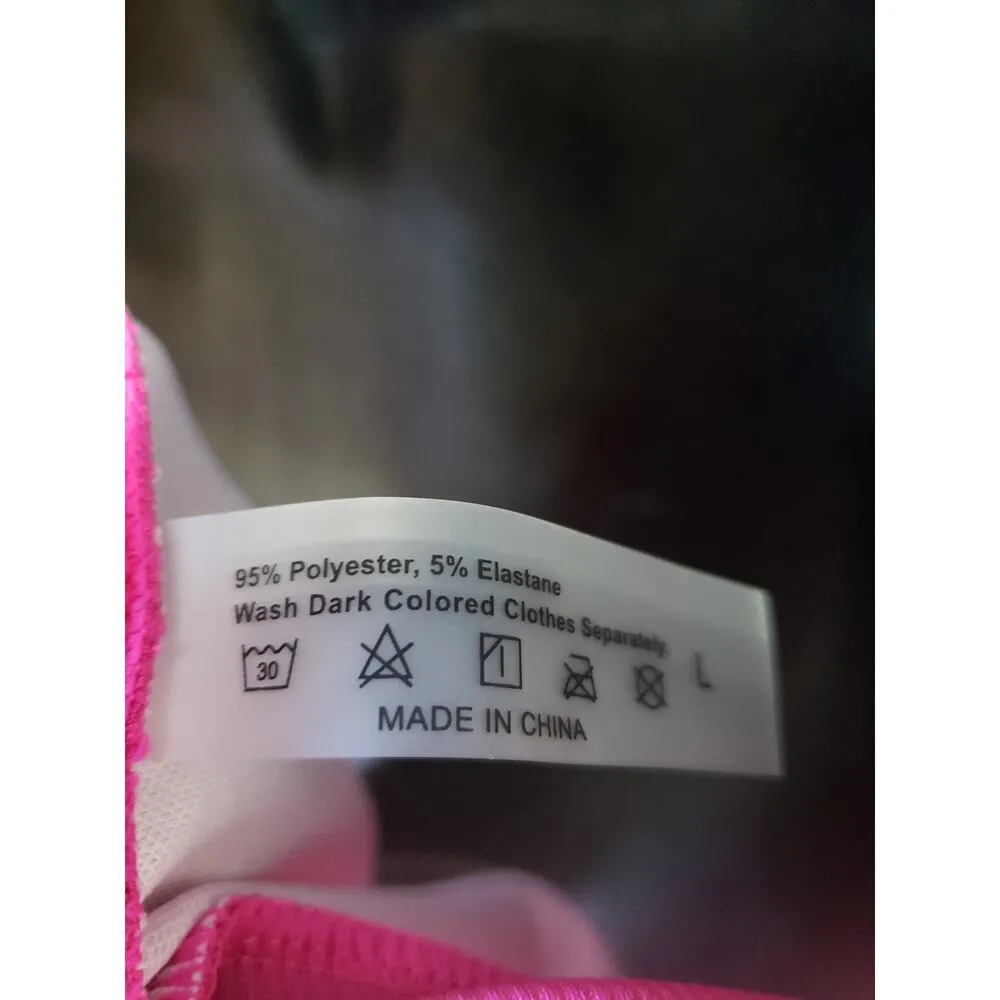 95% Polyester, 5% Elastane
Wash Dark Colored Clothes Separately.
30 L
MADE IN CHINA